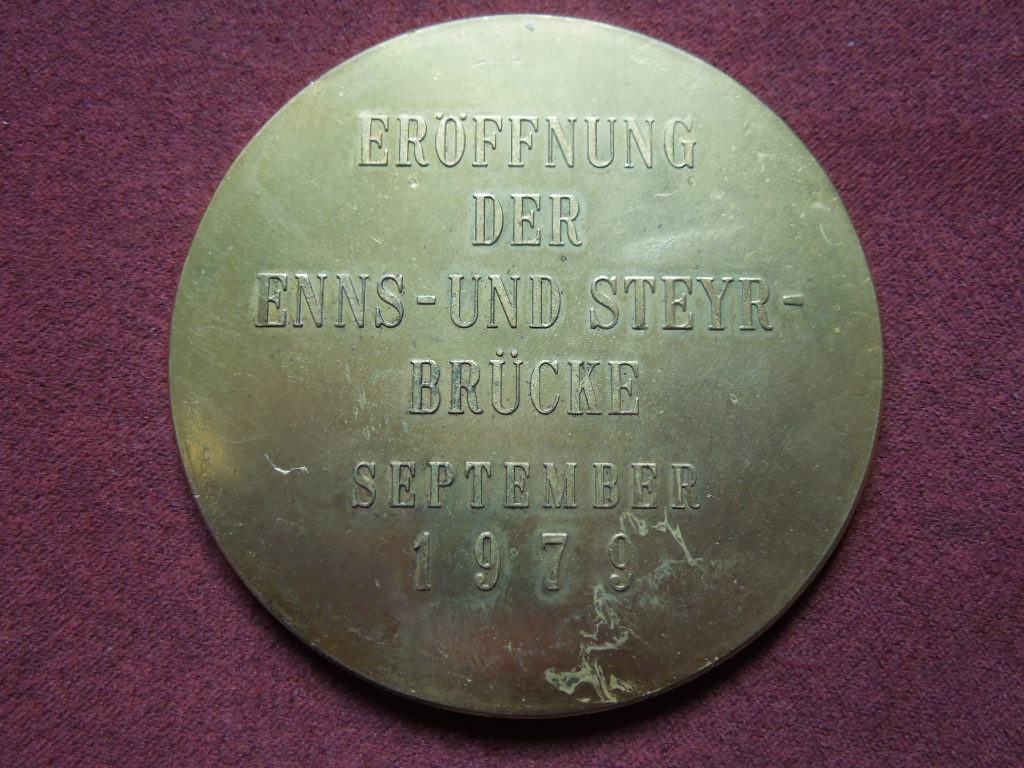 ERÖFFNUNG
DER
ENNS-UND STEYR-
BRÜCKE
SEPTEMBER
1979